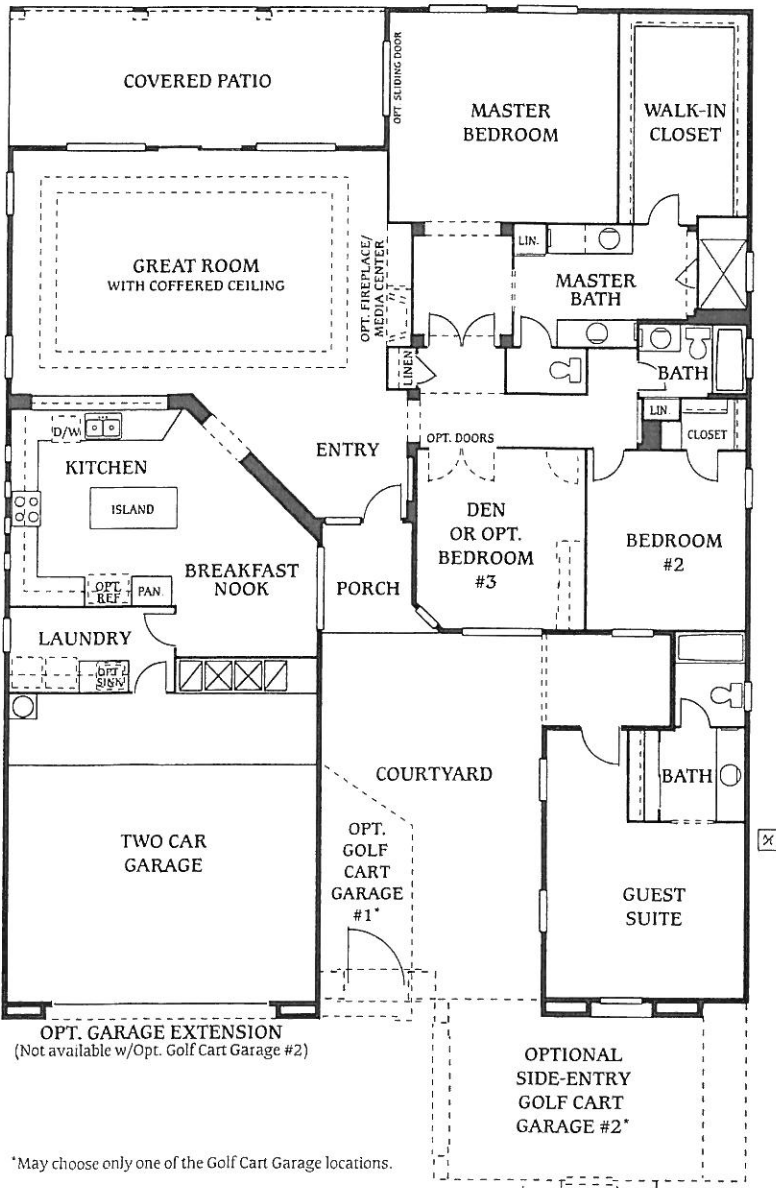 COVERED PATIO
OPT. SLIDING DOOR
MASTER
BEDROOM
WALK-IN
CLOSET
GREAT ROOM
WITH COFFERED CEILING
OPT. FIREPLACE/
MEDIA CENTER
LIN.
MASTER
BATH
LINEN
BATH
LIN.
CLOSET
D/W
KITCHEN
ISLAND
ENTRY
OPT. DOORS
DEN
OR OPT.
BEDROOM
#3
BEDROOM
#2
BREAKFAST
NOOK
OPT.
REF
PAN.
PORCH
LAUNDRY
OPT
SINK
COURTYARD
BATH
TWO CAR
GARAGE
OPT.
GOLF
CART
GARAGE
#1*
GUEST
SUITE
OPT. GARAGE EXTENSION
(Not available w/Opt. Golf Cart Garage #2)
OPTIONAL
SIDE-ENTRY
GOLF CART
GARAGE #2*
*May choose only one of the Golf Cart Garage locations.